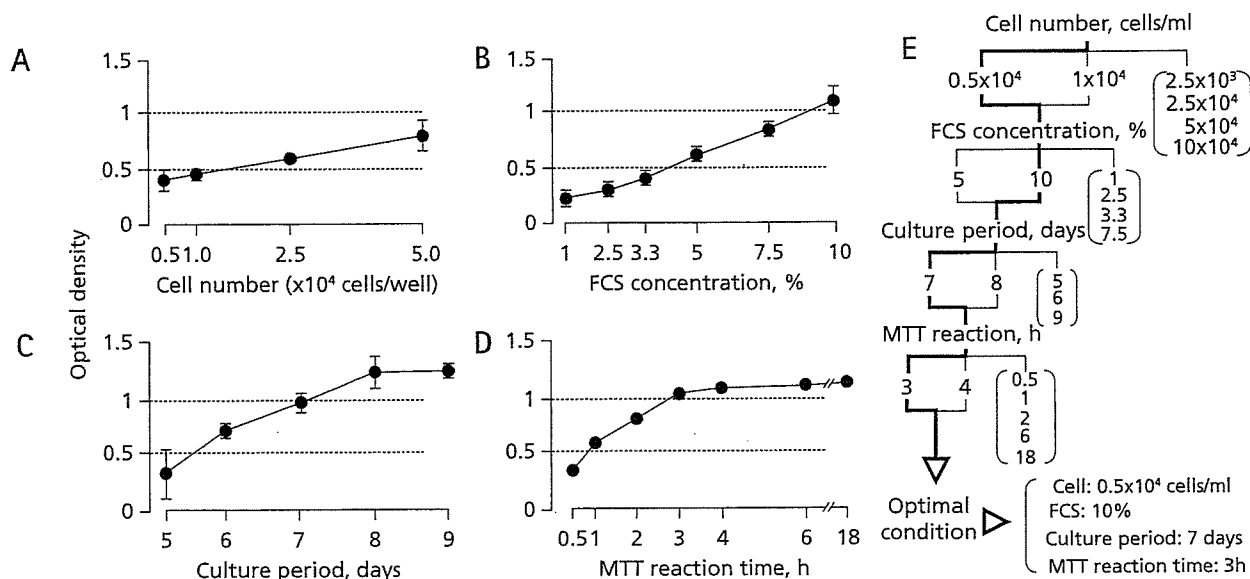 A
Optical density
1.5
1
0.5
0
0.5 1.0 2.5 5.0
Cell number (x10⁴ cells/well)
B
1.5
1
0.5
0
1 2.5 3.3 5 7.5 10
FCS concentration, %
C
1.5
1
0.5
0
5 6 7 8 9
Culture period, days
D
1.5
1
0.5
0
0.5 1 2 3 4 6 18
MTT reaction time, h
E
Cell number, cells/ml
0.5x10⁴ 1x10⁴
2.5x10³
2.5x10⁴
5x10⁴
10x10⁴
FCS concentration, %
5 10
1
2.5
3.3
7.5
Culture period, days
7 8
5
6
9
MTT reaction, h
3 4
0.5
1
2
6
18
Optimal
condition
Cell: 0.5x10⁴ cells/ml
FCS: 10%
Culture period: 7 days
MTT reaction time: 3h